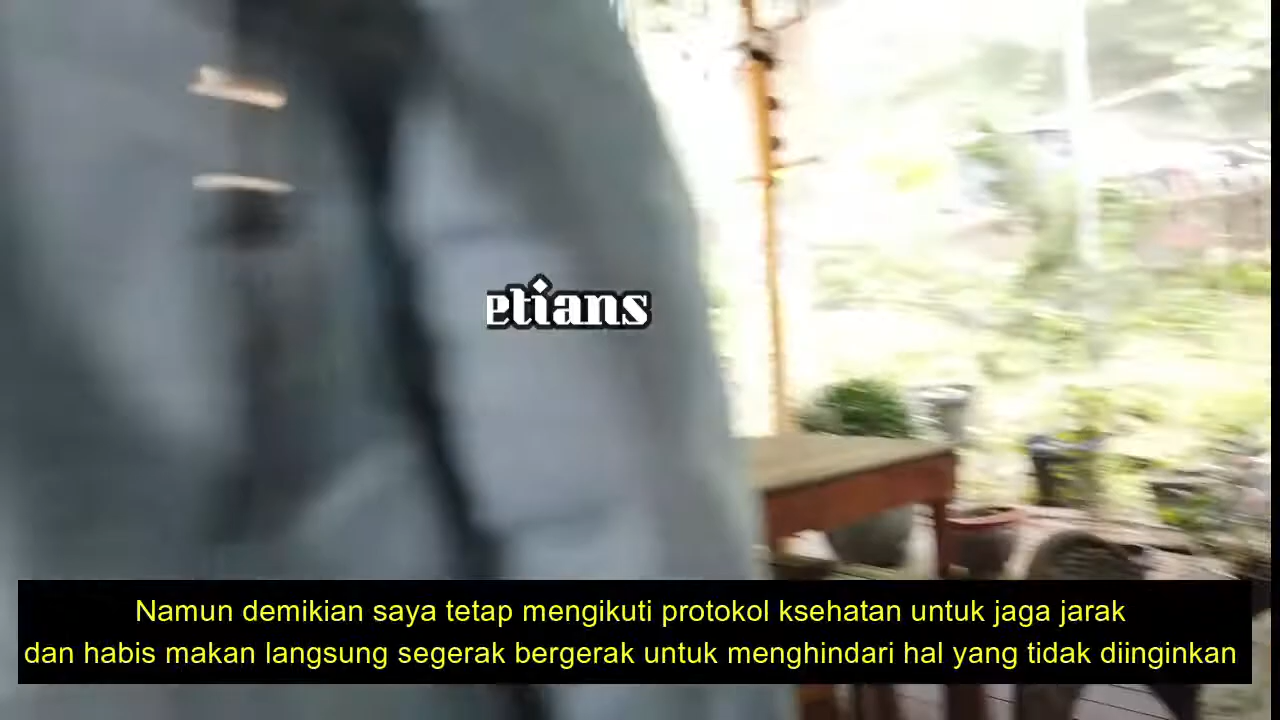 etians
Namun demikian saya tetap mengikuti protokol ksehatan untuk jaga jarak
dan habis makan langsung segerak bergerak untuk menghindari hal yang tidak diinginkan